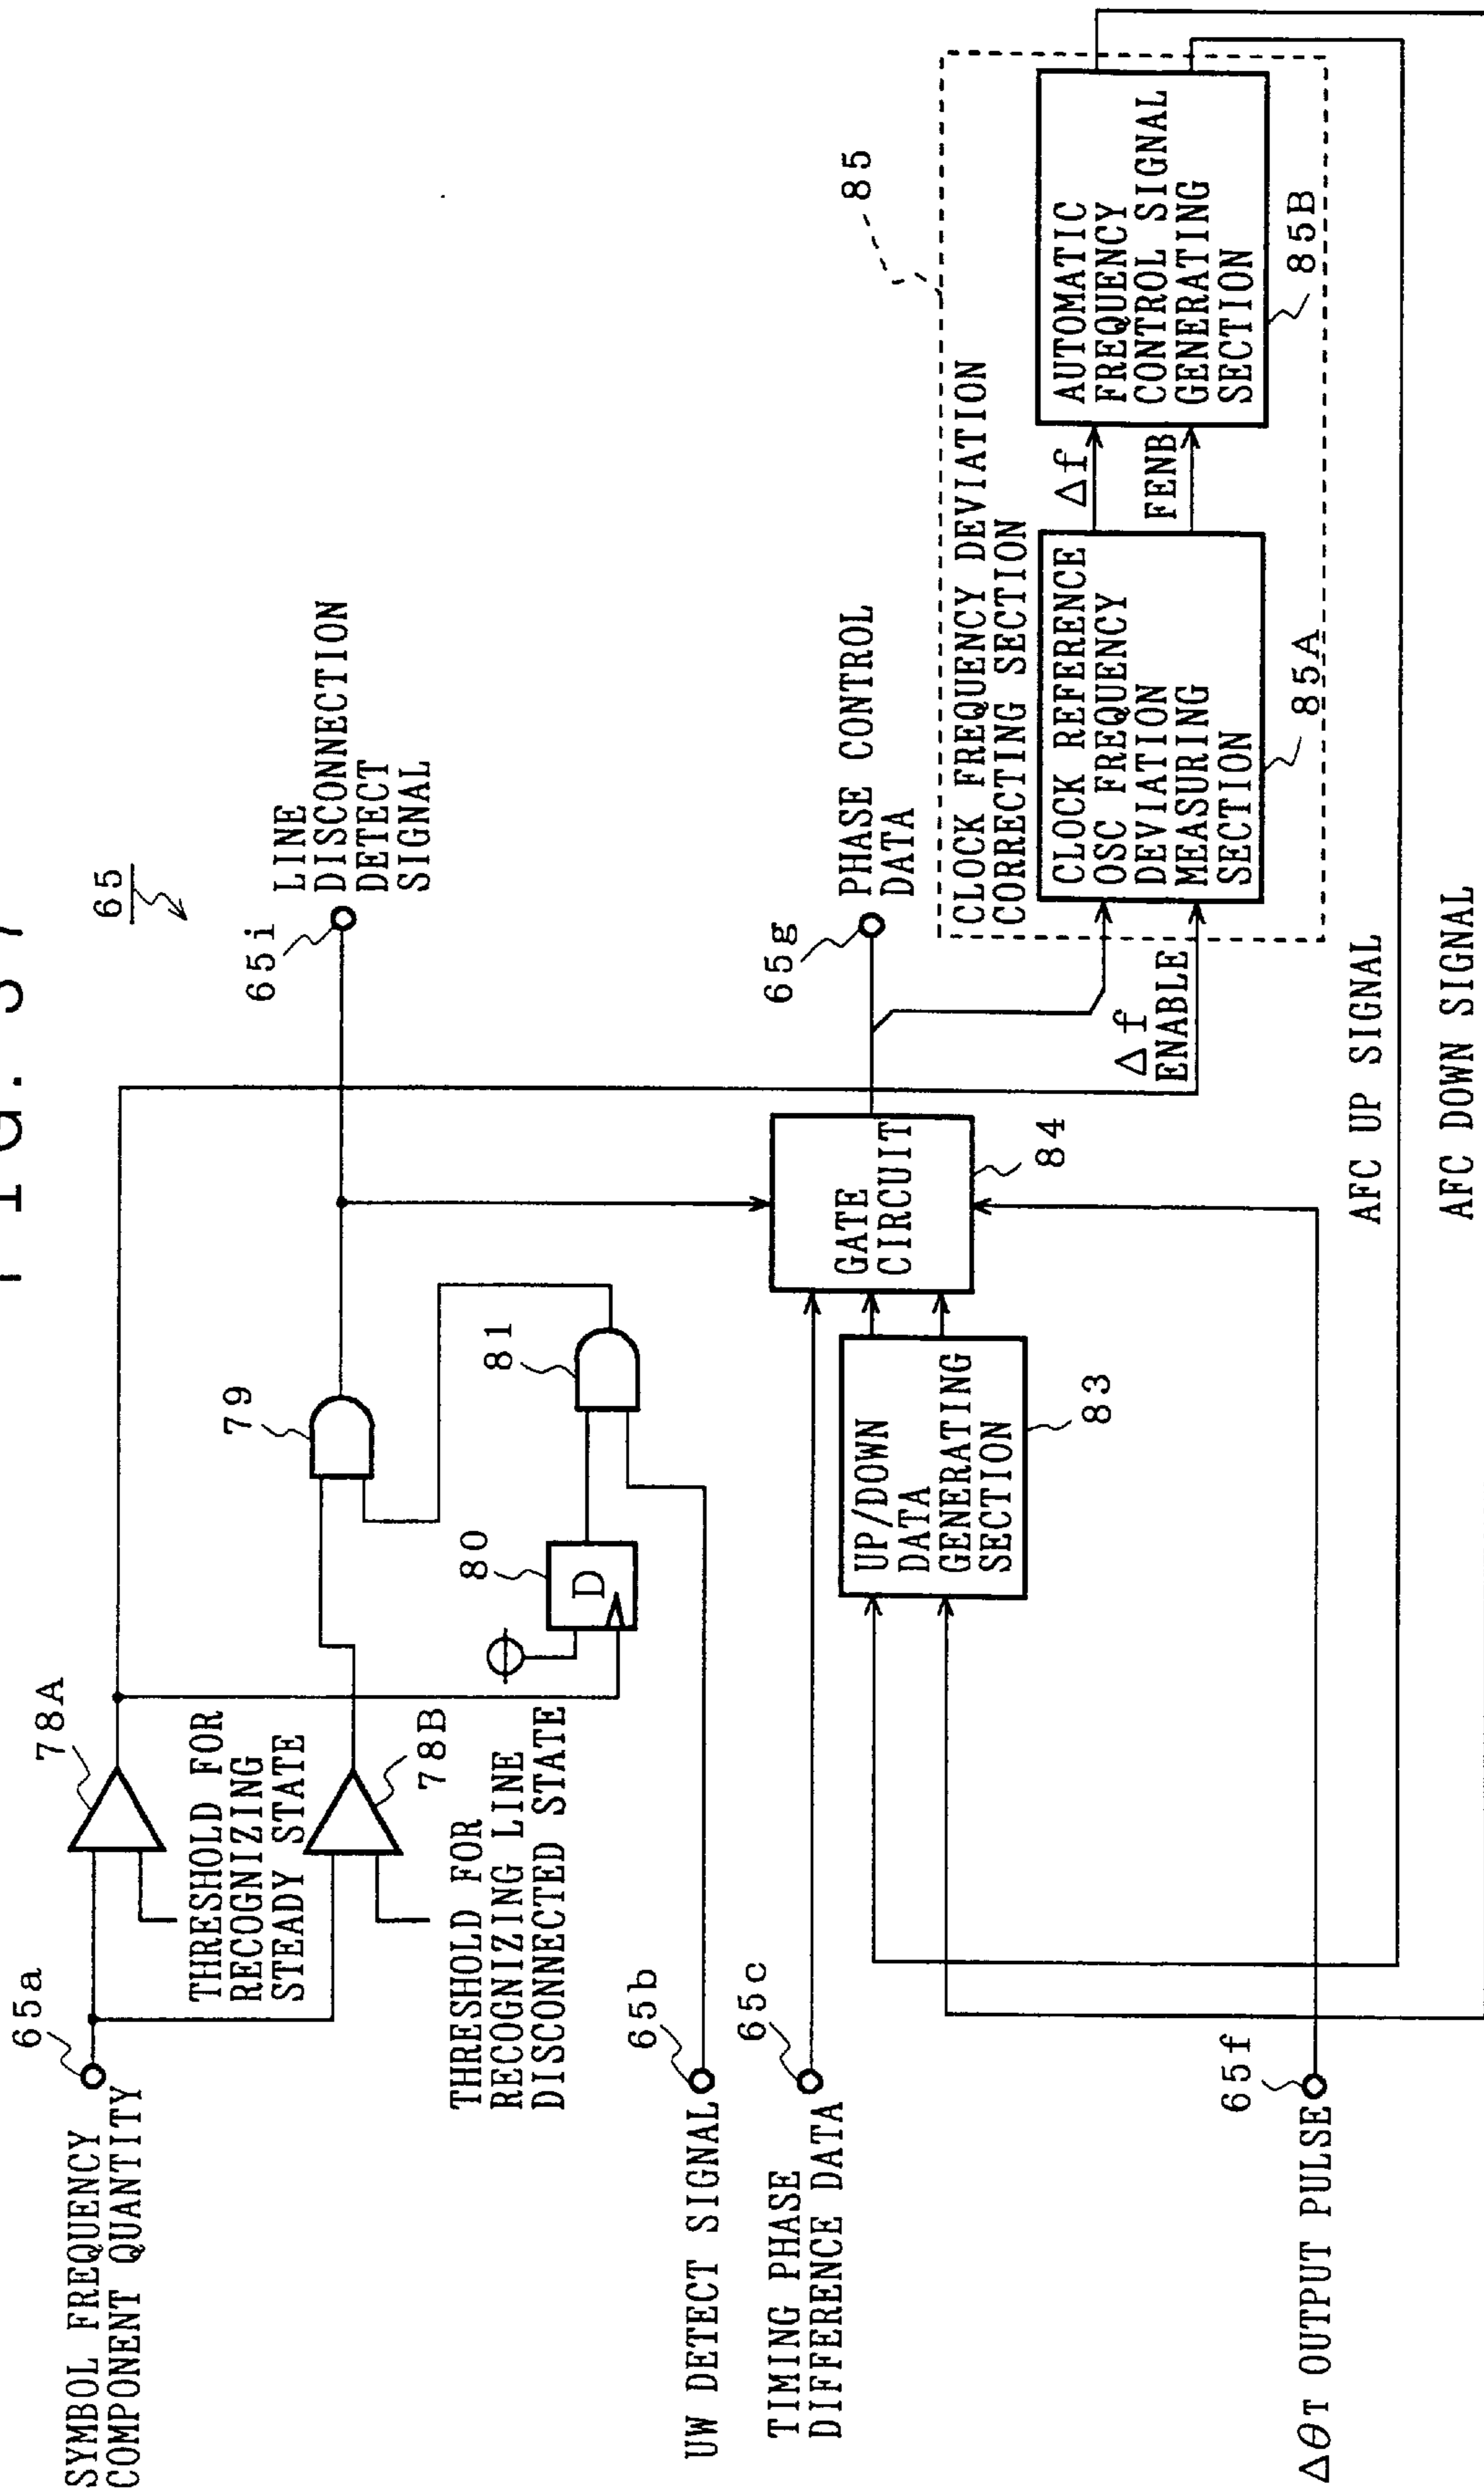 65
SYMBOL FREQUENCY
COMPONENT QUANTITY
65a
78A
THRESHOLD FOR
RECOGNIZING
STEADY STATE
78B
THRESHOLD FOR
RECOGNIZING LINE
DISCONNECTED STATE
79
80
D
81
65i
LINE
DISCONNECTION
DETECT
SIGNAL
UW DETECT SIGNAL
65b
TIMING PHASE
DIFFERENCE DATA
65c
UP/DOWN
DATA
GENERATING
SECTION
83
GATE
CIRCUIT
84
65g
PHASE CONTROL
DATA
Δf
ENABLE
85
CLOCK FREQUENCY DEVIATION
CORRECTING SECTION
CLOCK REFERENCE
OSC FREQUENCY
DEVIATION
MEASURING
SECTION
85A
Δf
FENB
AUTOMATIC
FREQUENCY
CONTROL SIGNAL
GENERATING
SECTION
85B
ΔθT OUTPUT PULSE
65f
AFC UP SIGNAL
AFC DOWN SIGNAL